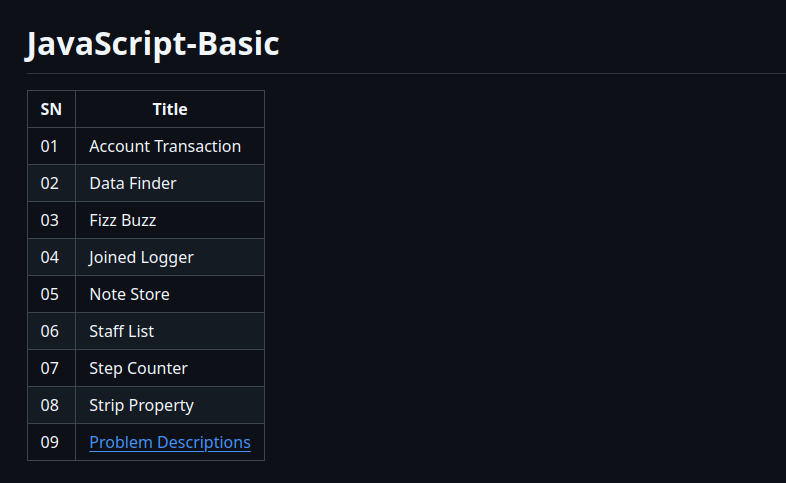 JavaScript-Basic
SN Title
01 Account Transaction
02 Data Finder
03 Fizz Buzz
04 Joined Logger
05 Note Store
06 Staff List
07 Step Counter
08 Strip Property
09 Problem Descriptions